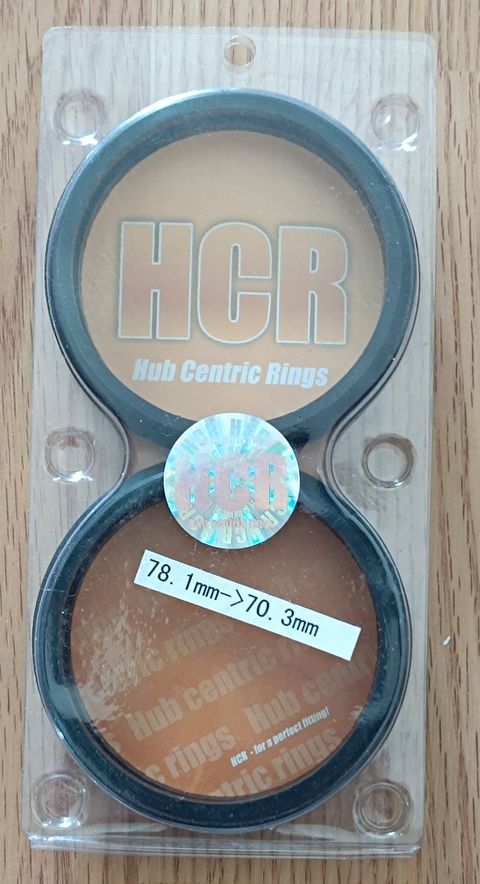 HCR
Hub Centric Rings
HCR
78.1mm->70.3mm
Hub centric rings.
Hub centric rings.
HCR - for a perfect fitting!